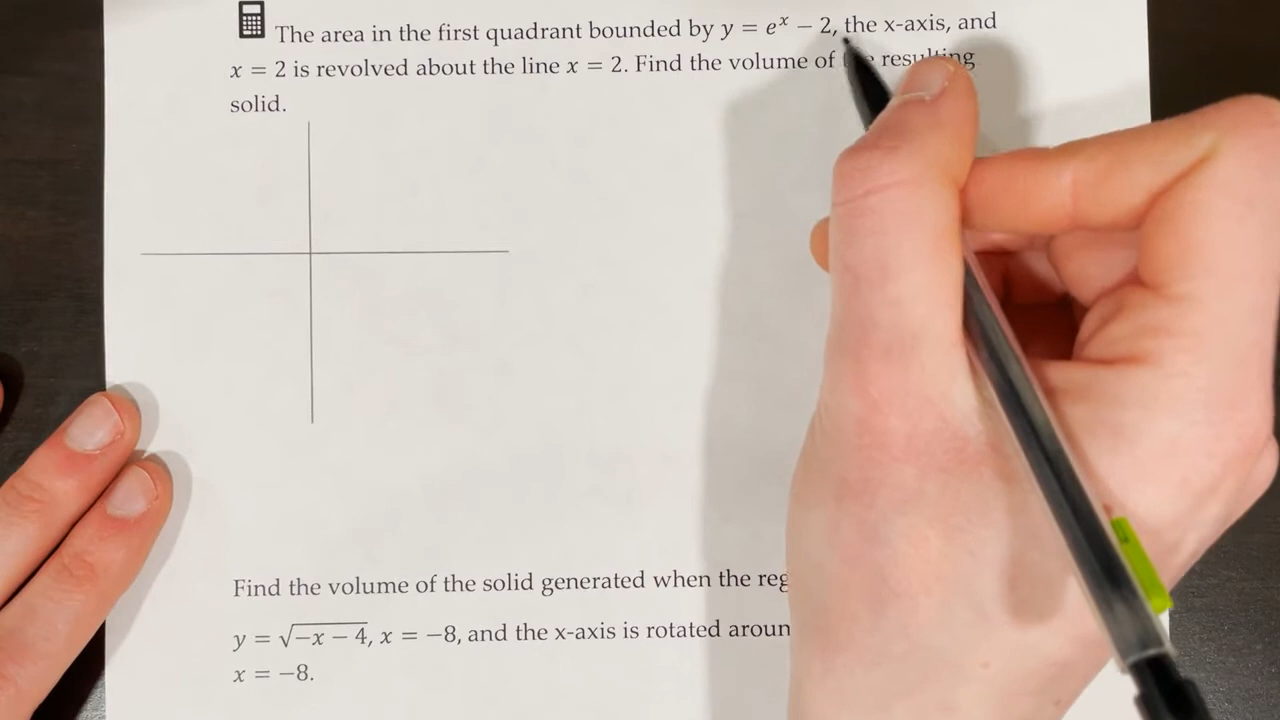 The area in the first quadrant bounded by y = eˣ − 2, the x-axis, and
x = 2 is revolved about the line x = 2. Find the volume of resulting
solid.
Find the volume of the solid generated when the
y = √(−x − 4), x = −8, and the x-axis is rotated
x = −8.